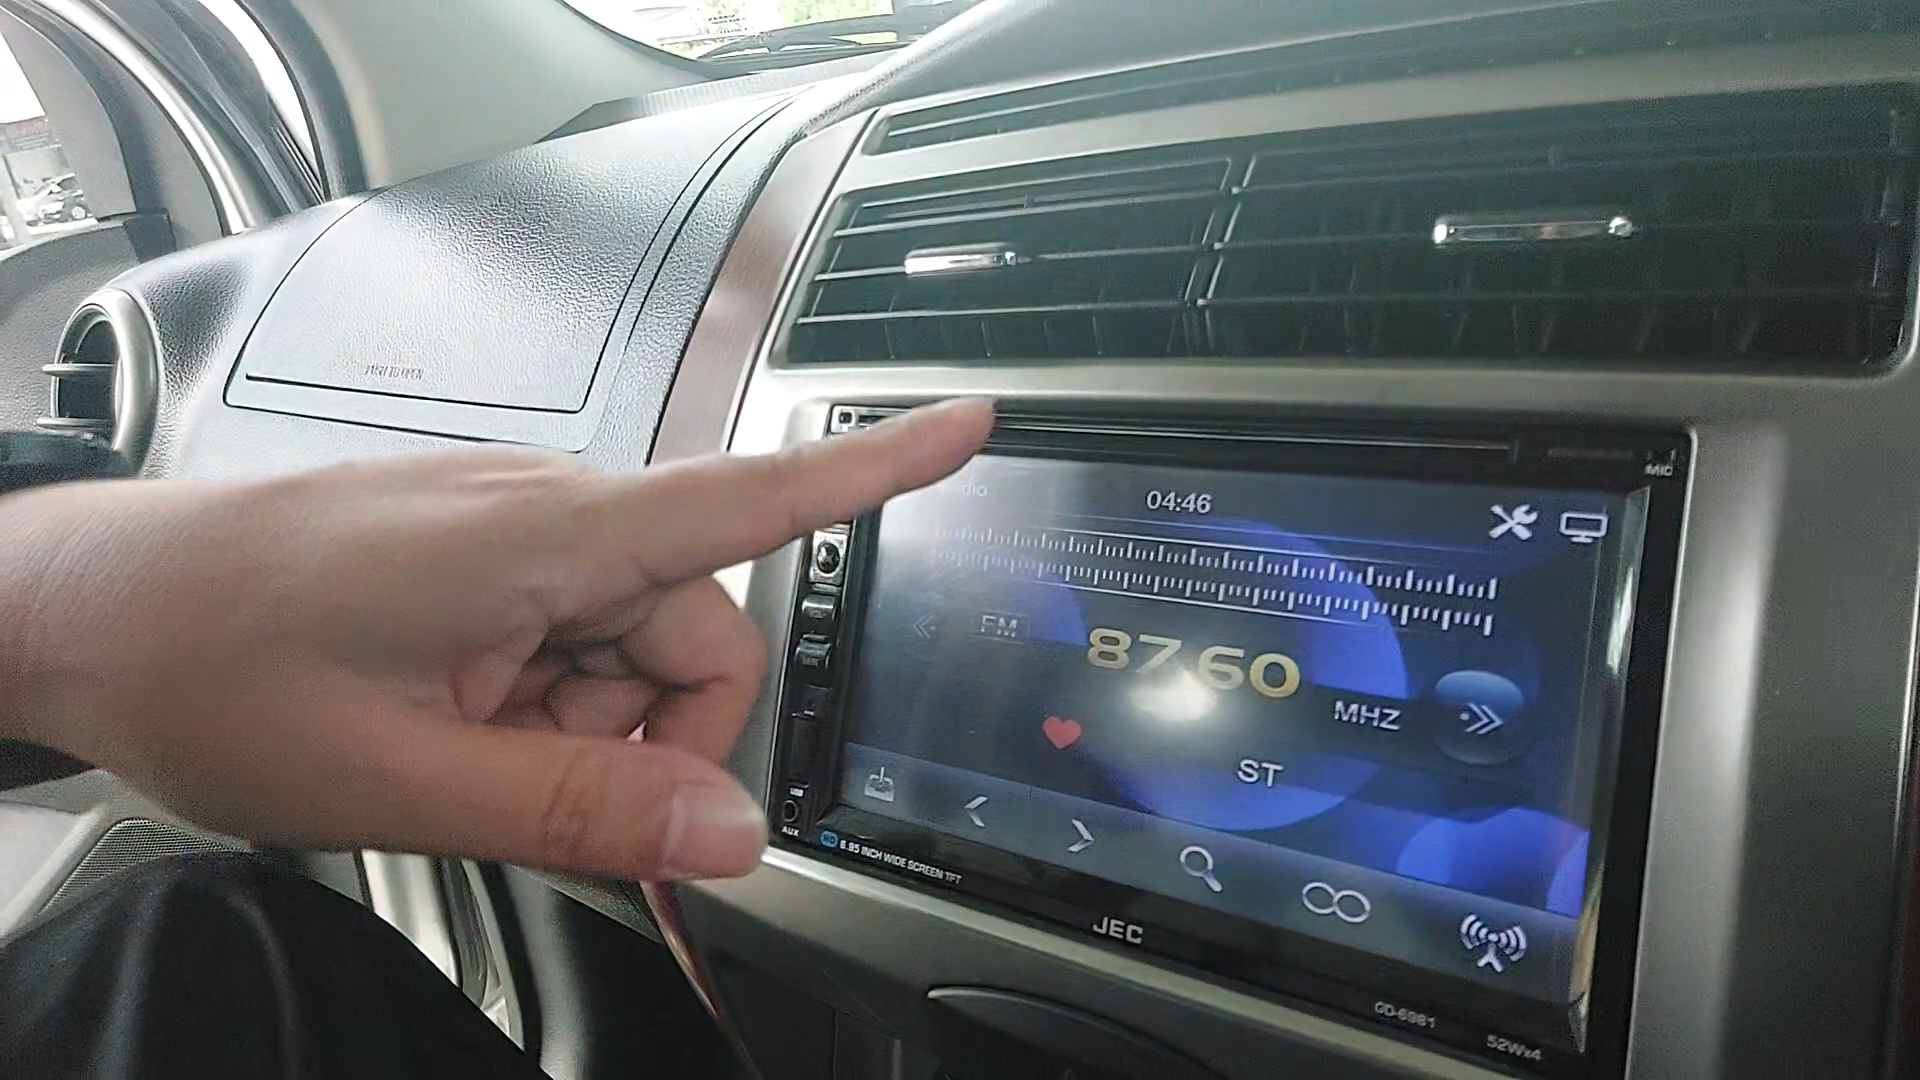 PUSH TO OPEN
MIC
04:46
FM
87.60
MHZ
ST
USB
AUX
HD 6.95 INCH WIDE SCREEN TFT
JEC
GD-6981
52Wx4